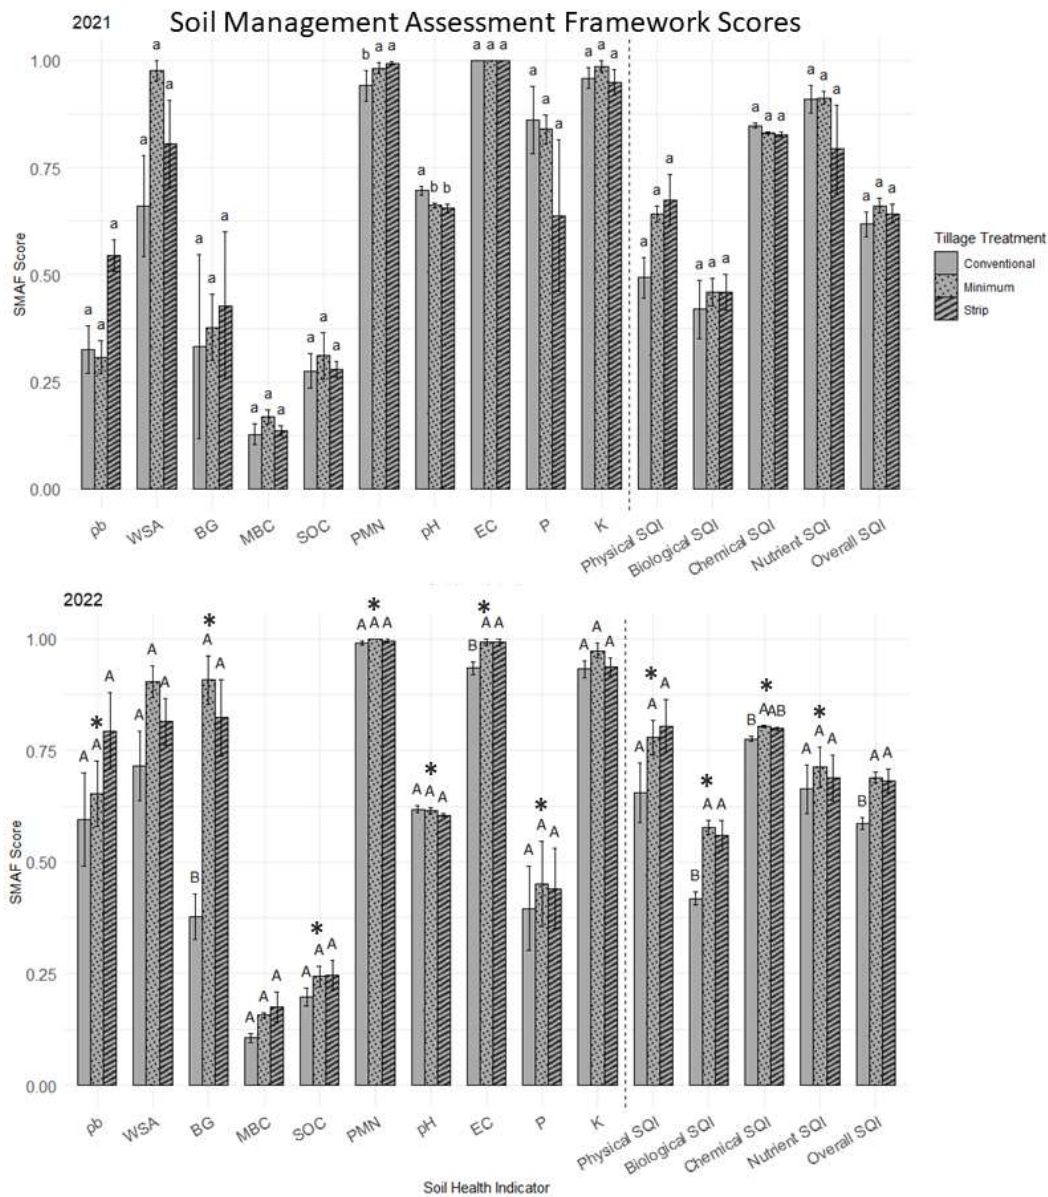 Soil Management Assessment Framework Scores
2021
a a a
a a a
a a a
a a a
a a a
b a a
a b b
a a a
a a a
a a a
a a a
a a a
a a a
a a a
a a a
1.00
0.75
0.50
0.25
0.00
SMAF Score
ρb WSA BG MBC SOC PMN pH EC P K Physical SQI Biological SQI Chemical SQI Nutrient SQI Overall SQI
Tillage Treatment
Conventional
Minimum
Strip
2022
A A A *
A A A
B A A *
A A A
A A A *
A A A *
A A A *
B A A *
A A A *
A A A
A A A *
B A A *
B A AB *
A A A *
B A A
1.00
0.75
0.50
0.25
0.00
SMAF Score
ρb WSA BG MBC SOC PMN pH EC P K Physical SQI Biological SQI Chemical SQI Nutrient SQI Overall SQI
Soil Health Indicator